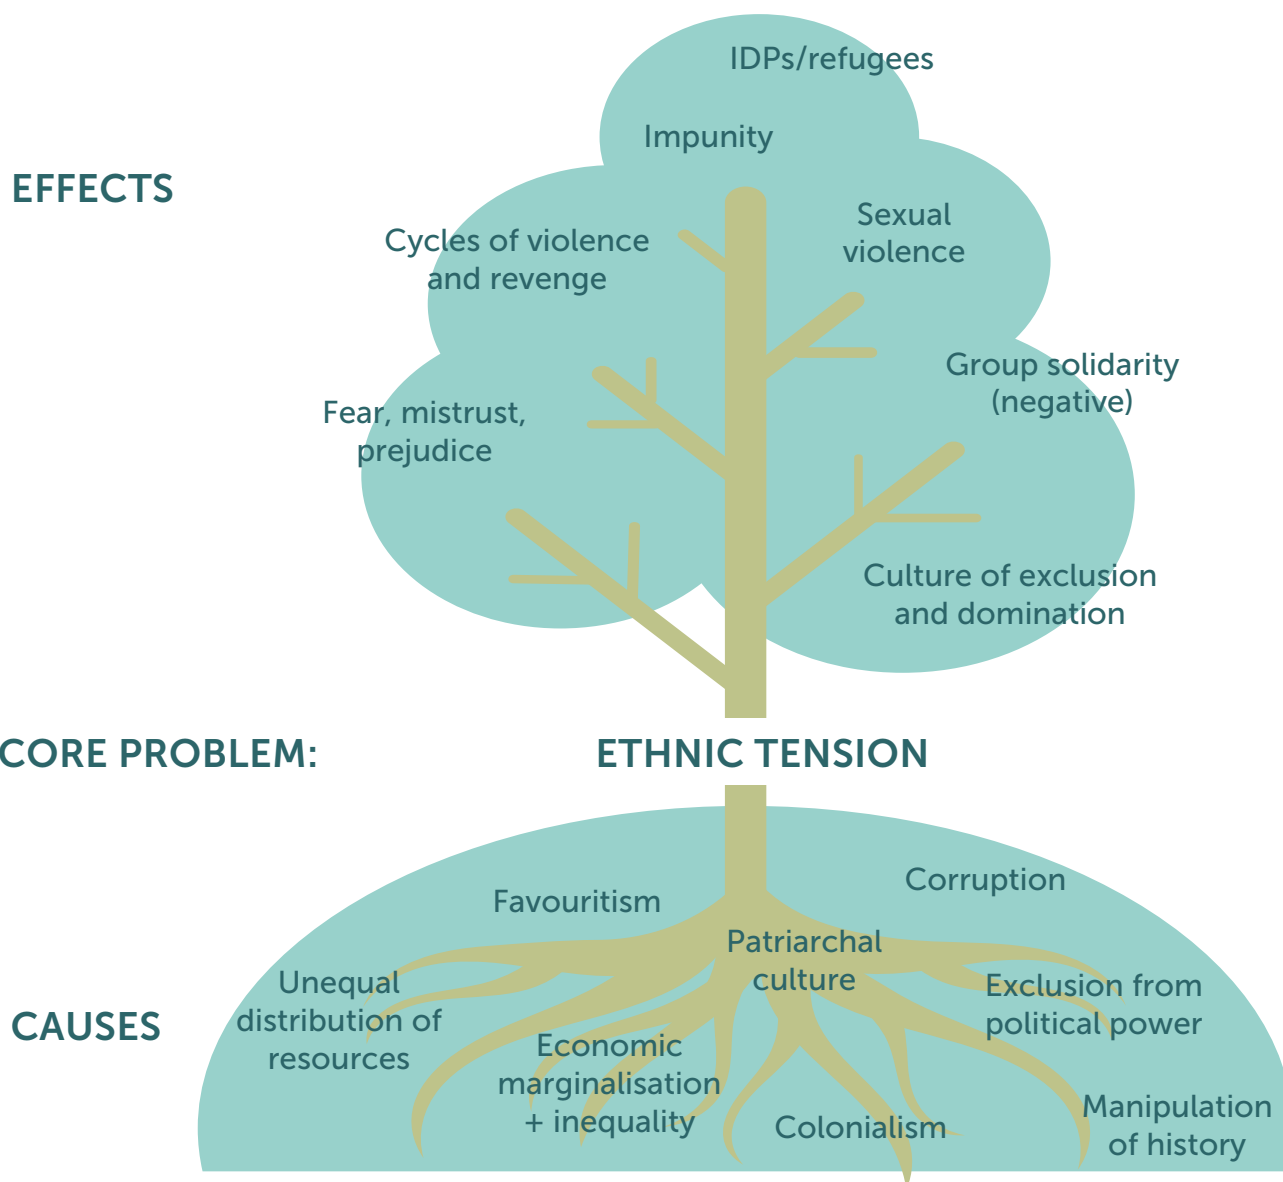 IDPs/refugees
Impunity
EFFECTS
Sexual
violence
Cycles of violence
and revenge
Group solidarity
(negative)
Fear, mistrust,
prejudice
Culture of exclusion
and domination
CORE PROBLEM:
ETHNIC TENSION
Corruption
Favouritism
Patriarchal
culture
Unequal
distribution of
resources
Exclusion from
political power
CAUSES
Economic
marginalisation
+ inequality
Colonialism
Manipulation
of history